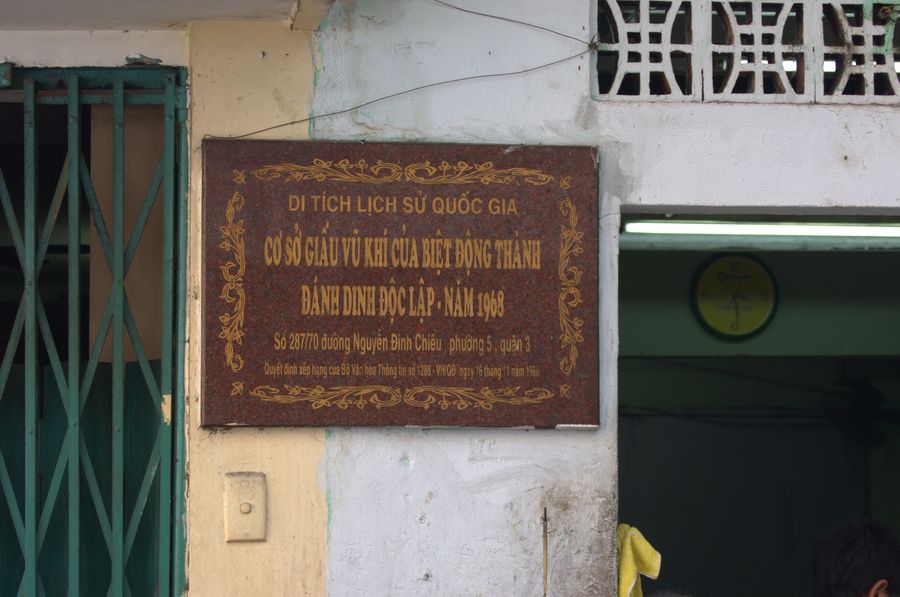 DI TÍCH LỊCH SỬ QUỐC GIA
CƠ SỞ GIẤU VŨ KHÍ CỦA BIỆT ĐỘNG THÀNH
ĐÁNH DINH ĐỘC LẬP - NĂM 1968
Số 287/70 đường Nguyễn Đình Chiểu phường 5, quận 3
Quyết định xếp hạng của Bộ Văn hoa Thông tin số 1288 - VH/QĐ ngày 16 tháng 11 năm 1988